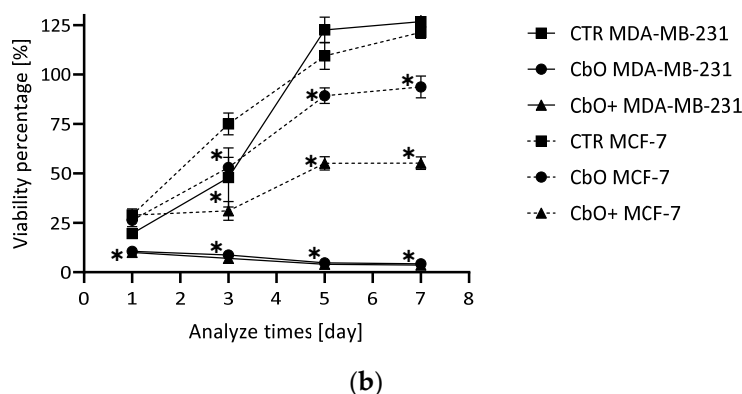 125
100
75
50
25
0
Viability percentage [%]
* * * * * * * * * *
0 1 2 3 4 5 6 7 8
Analyze times [day]
CTR MDA-MB-231
CbO MDA-MB-231
CbO+ MDA-MB-231
CTR MCF-7
CbO MCF-7
CbO+ MCF-7
(b)